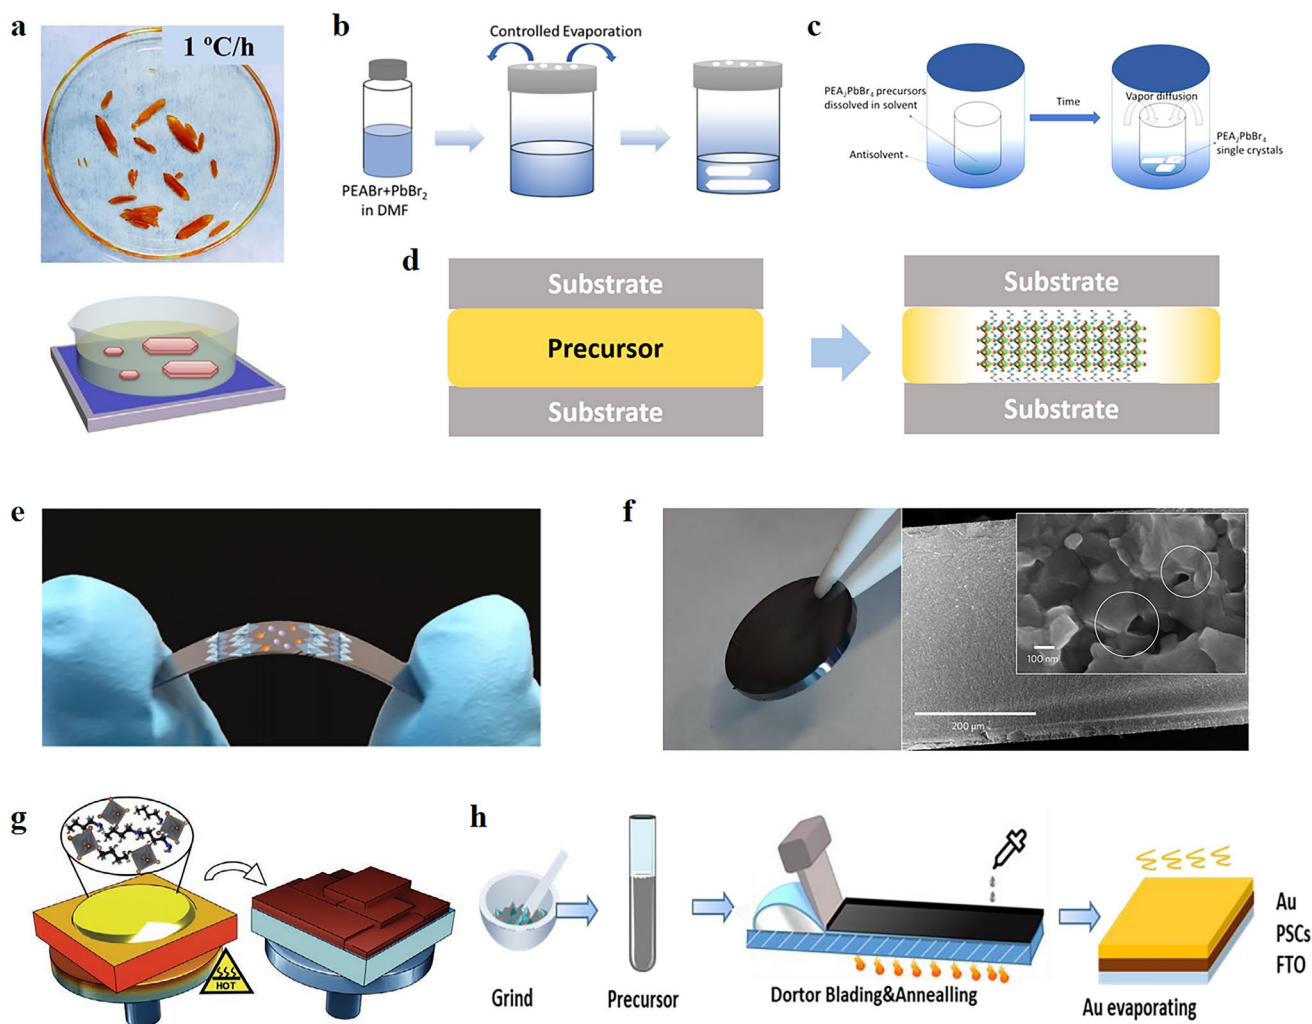 a
1 ºC/h
b
Controlled Evaporation
PEABr+PbBr₂
in DMF
c
PEA₂PbBr₄ precursors
dissolved in solvent
Antisolvent
Time
Vapor diffusion
PEA₂PbBr₄
single crystals
d
Substrate
Precursor
Substrate
Substrate
Substrate
e
f
200 µm
100 nm
g
HOT
h
Grind
Precursor
Dortor Blading&Annealling
Au evaporating
Au
PSCs
FTO